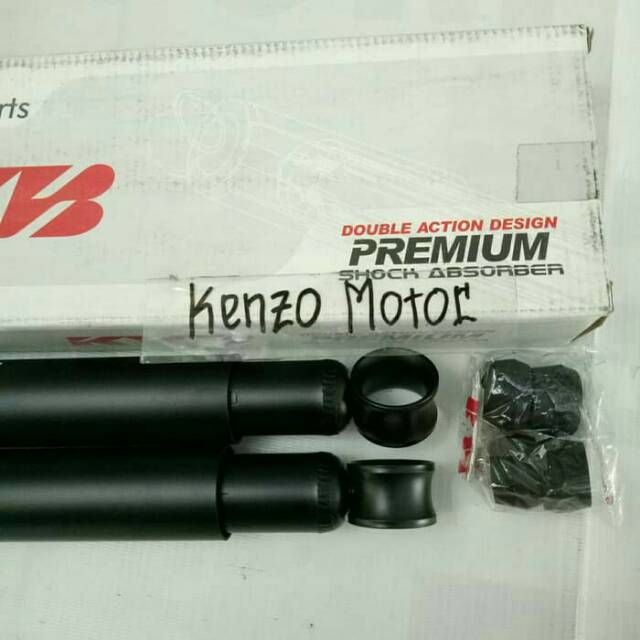 rts
DOUBLE ACTION DESIGN
PREMIUM
SHOCK ABSORBER
Kenzo Motor